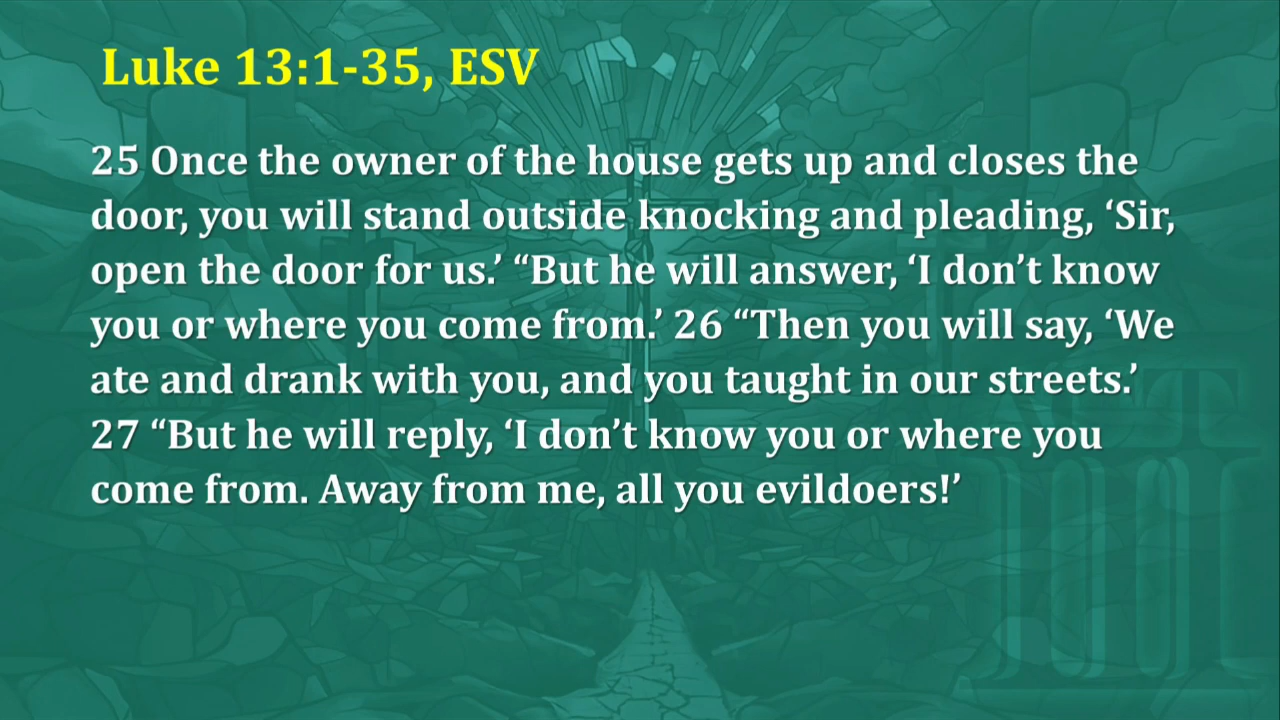 Luke 13:1-35, ESV
25 Once the owner of the house gets up and closes the
door, you will stand outside knocking and pleading, ‘Sir,
open the door for us.’ “But he will answer, ‘I don’t know
you or where you come from.’ 26 “Then you will say, ‘We
ate and drank with you, and you taught in our streets.’
27 “But he will reply, ‘I don’t know you or where you
come from. Away from me, all you evildoers!’